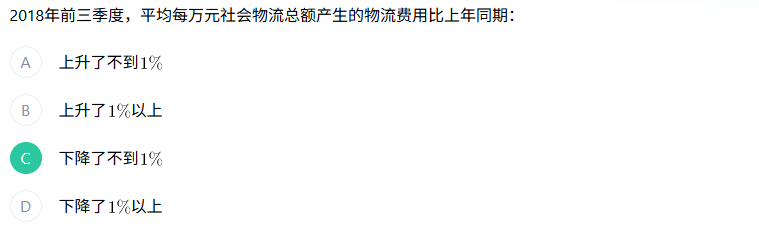 2018年前三季度，平均每万元社会物流总额产生的物流费用比上年同期：
A 上升了不到1%
B 上升了1%以上
C 下降了不到1%
D 下降了1%以上